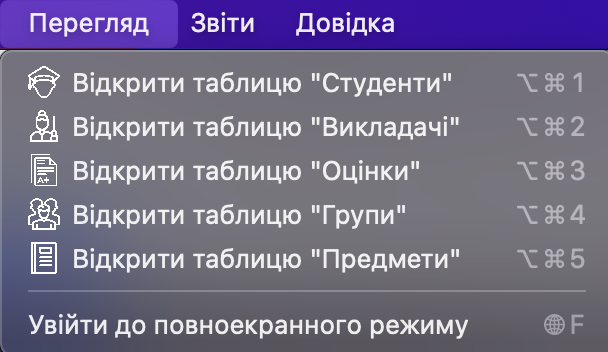 Перегляд Звіти Довідка
Відкрити таблицю "Студенти" ⌥⌘1
Відкрити таблицю "Викладачі" ⌥⌘2
A+ Відкрити таблицю "Оцінки" ⌥⌘3
Відкрити таблицю "Групи" ⌥⌘4
Відкрити таблицю "Предмети" ⌥⌘5
Увійти до повноекранного режиму 🌐F